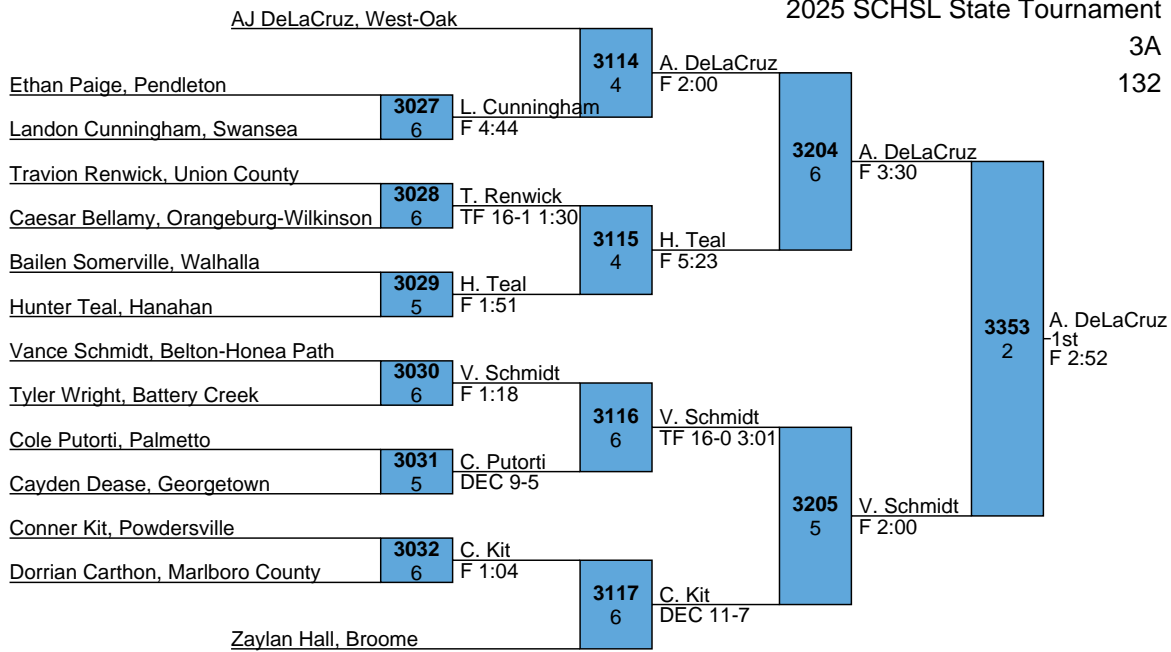 2025 SCHSL State Tournament
3A
132
AJ DeLaCruz, West-Oak
3114
4
A. DeLaCruz
F 2:00
Ethan Paige, Pendleton
3027
6
L. Cunningham
F 4:44
Landon Cunningham, Swansea
3204
6
A. DeLaCruz
F 3:30
Travion Renwick, Union County
3028
6
T. Renwick
TF 16-1 1:30
Caesar Bellamy, Orangeburg-Wilkinson
3115
4
H. Teal
F 5:23
Bailen Somerville, Walhalla
3029
5
H. Teal
F 1:51
Hunter Teal, Hanahan
3353
2
A. DeLaCruz
1st
F 2:52
Vance Schmidt, Belton-Honea Path
3030
6
V. Schmidt
F 1:18
Tyler Wright, Battery Creek
3116
6
V. Schmidt
TF 16-0 3:01
Cole Putorti, Palmetto
3031
5
C. Putorti
DEC 9-5
Cayden Dease, Georgetown
3205
5
V. Schmidt
F 2:00
Conner Kit, Powdersville
3032
6
C. Kit
F 1:04
Dorrian Carthon, Marlboro County
3117
6
C. Kit
DEC 11-7
Zaylan Hall, Broome